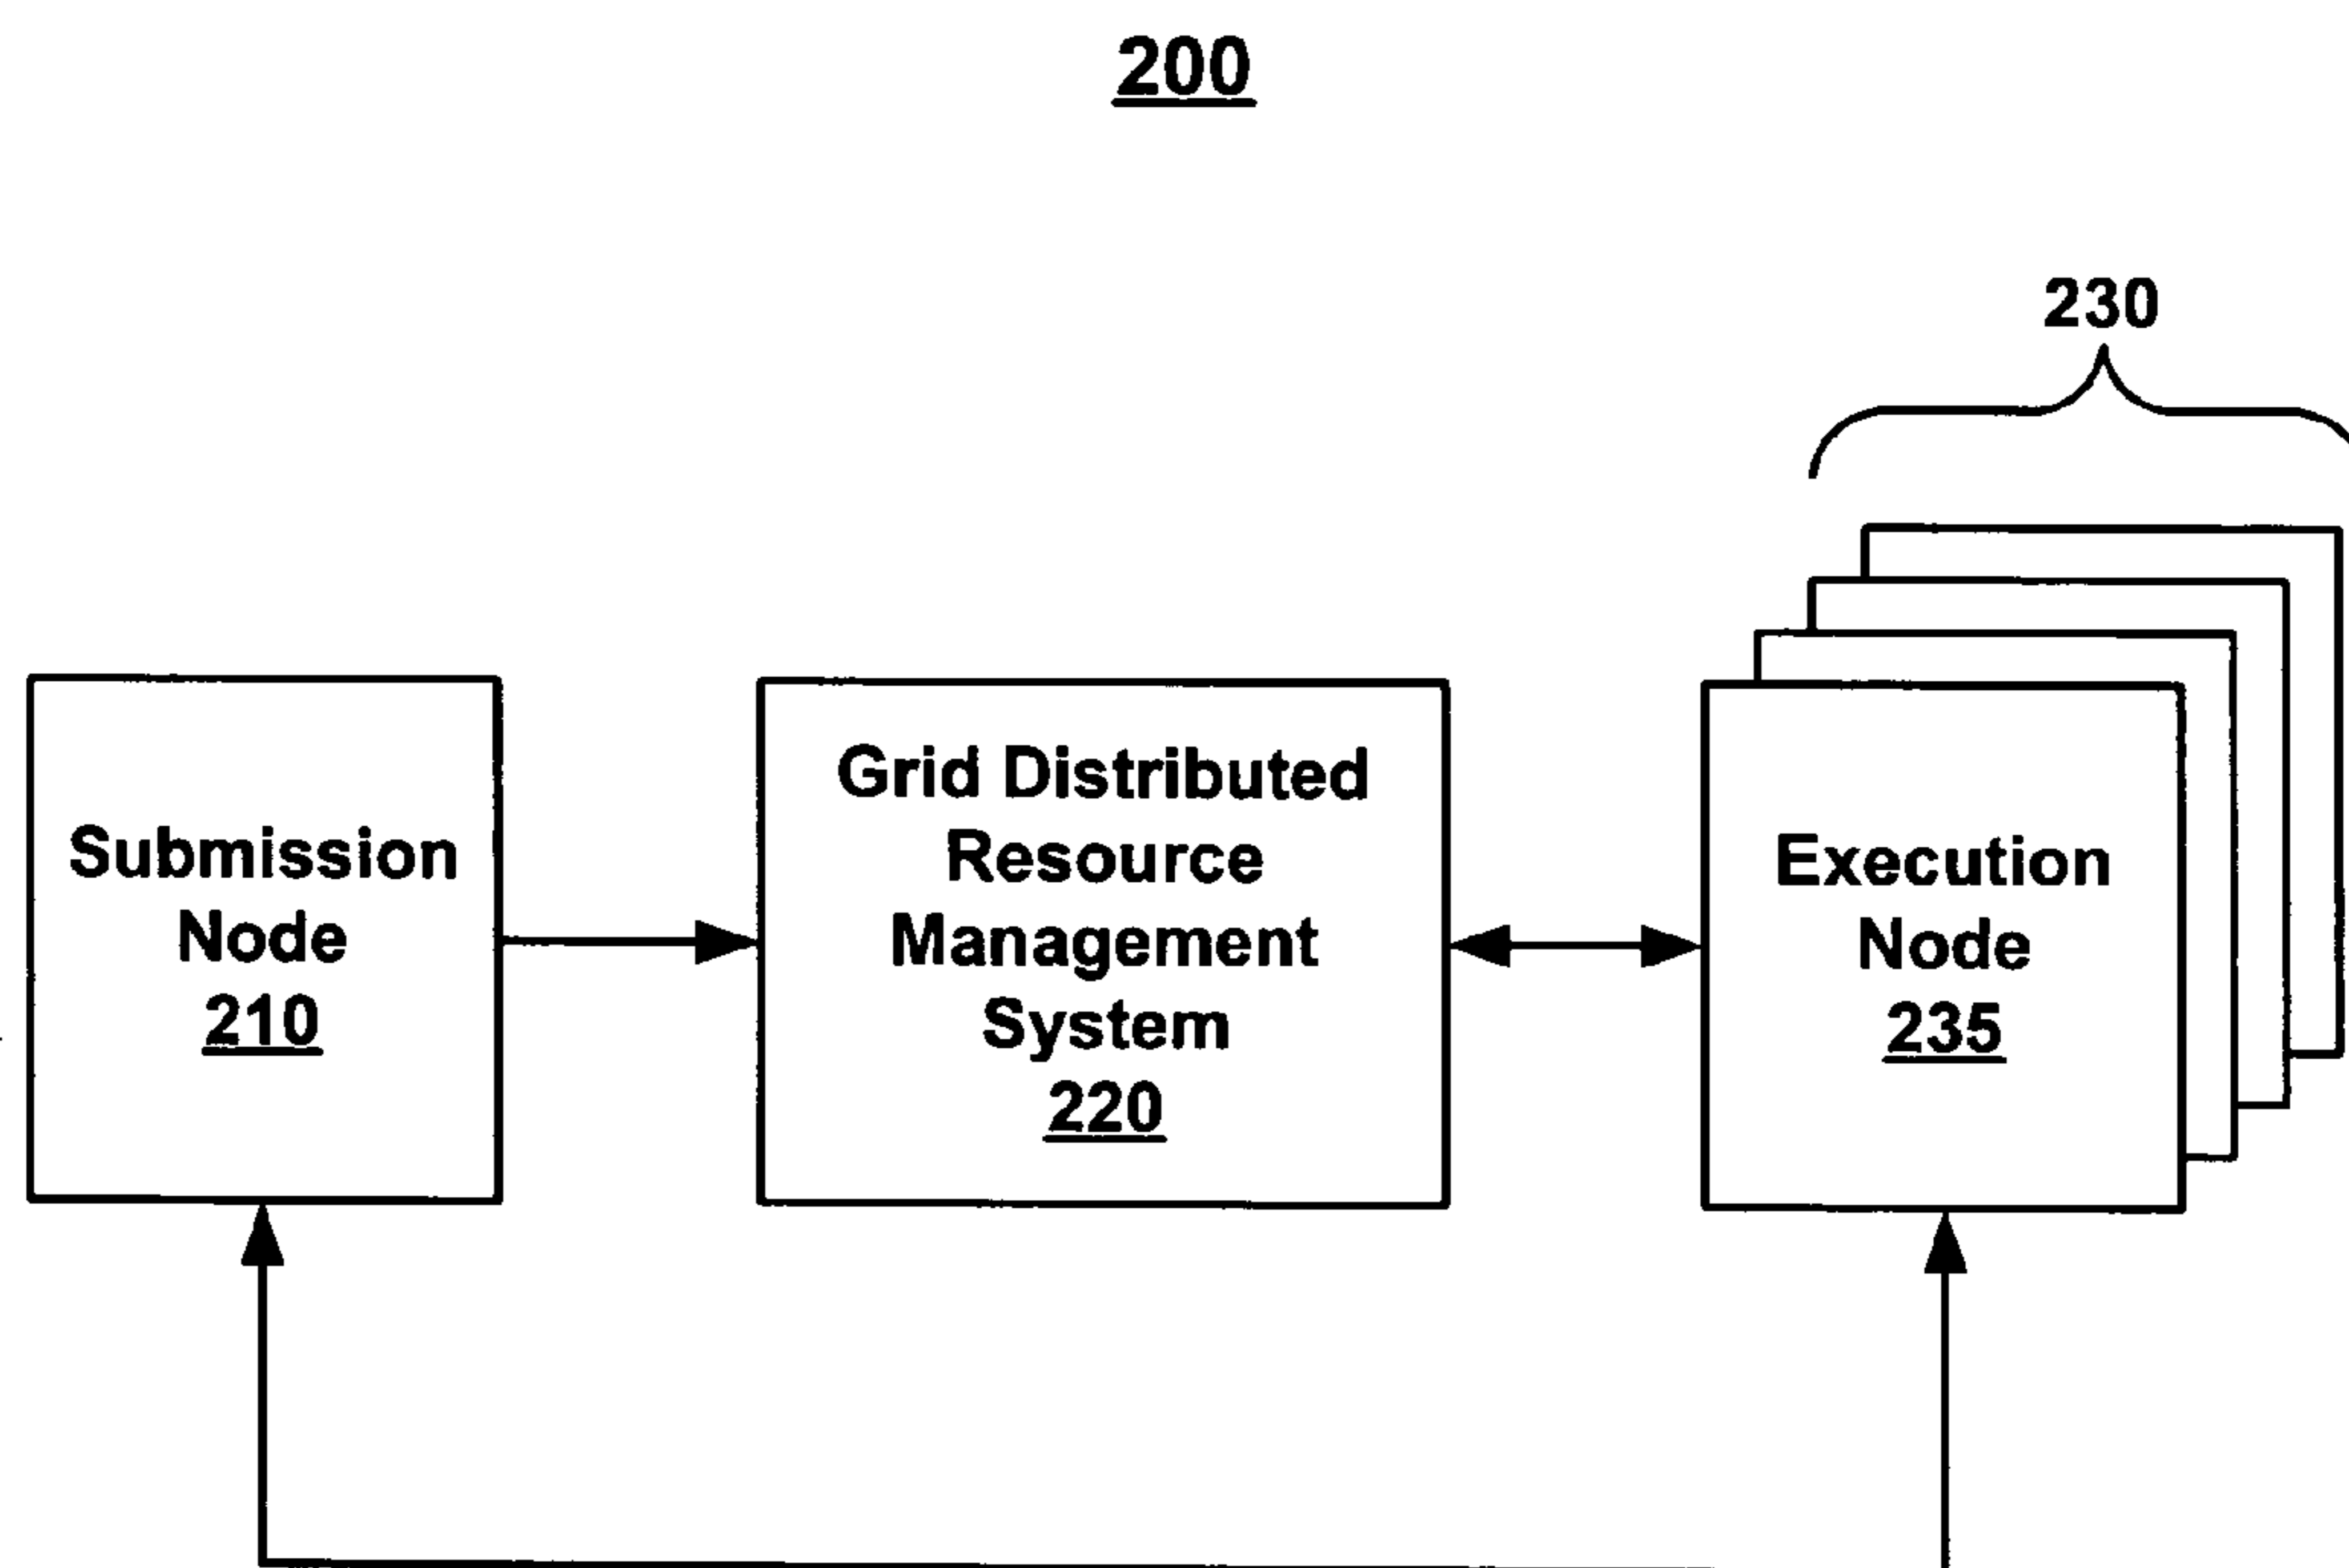 200
230
Submission
Node
210
Grid Distributed
Resource
Management
System
220
Execution
Node
235